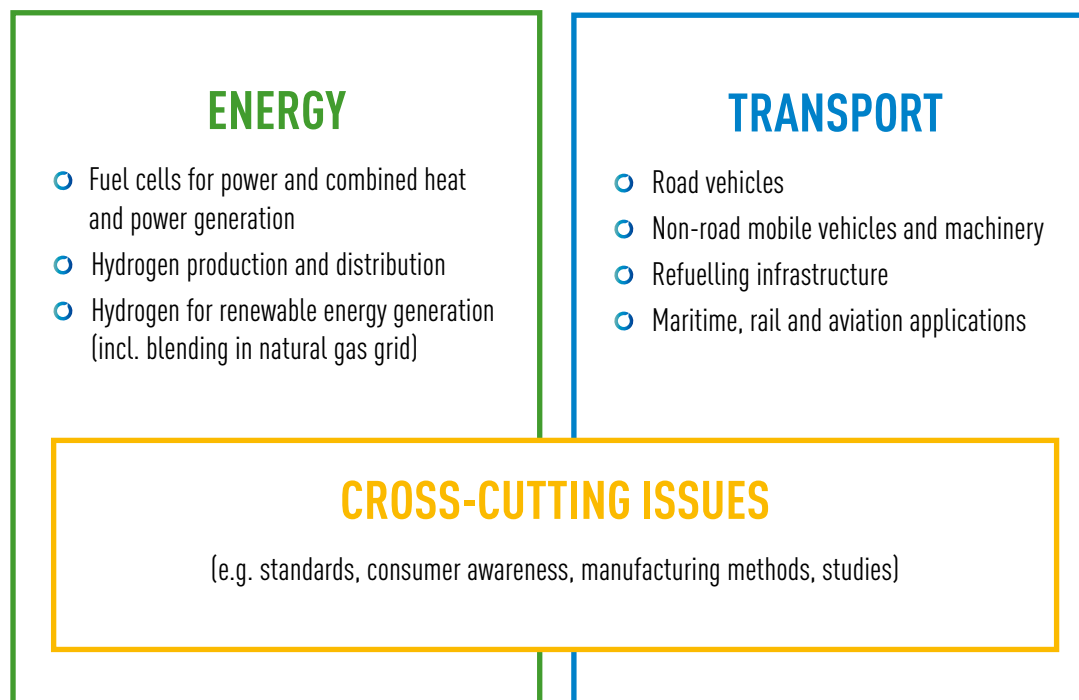 ENERGY
Fuel cells for power and combined heat
and power generation
Hydrogen production and distribution
Hydrogen for renewable energy generation
(incl. blending in natural gas grid)
TRANSPORT
Road vehicles
Non-road mobile vehicles and machinery
Refuelling infrastructure
Maritime, rail and aviation applications
CROSS-CUTTING ISSUES
(e.g. standards, consumer awareness, manufacturing methods, studies)